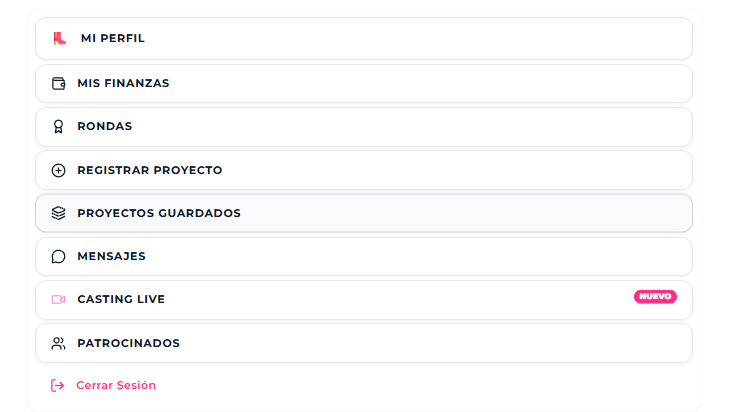 MI PERFIL
MIS FINANZAS
RONDAS
REGISTRAR PROYECTO
PROYECTOS GUARDADOS
MENSAJES
CASTING LIVE NUEVO
PATROCINADOS
Cerrar Sesión